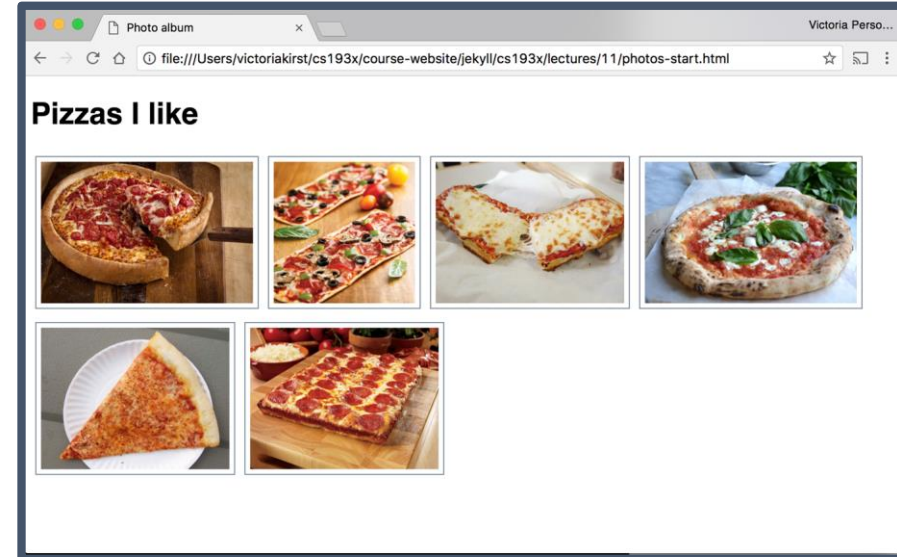 Photo album
Victoria Perso...
file:///Users/victoriakirst/cs193x/course-website/jekyll/cs193x/lectures/11/photos-start.html
Pizzas I like